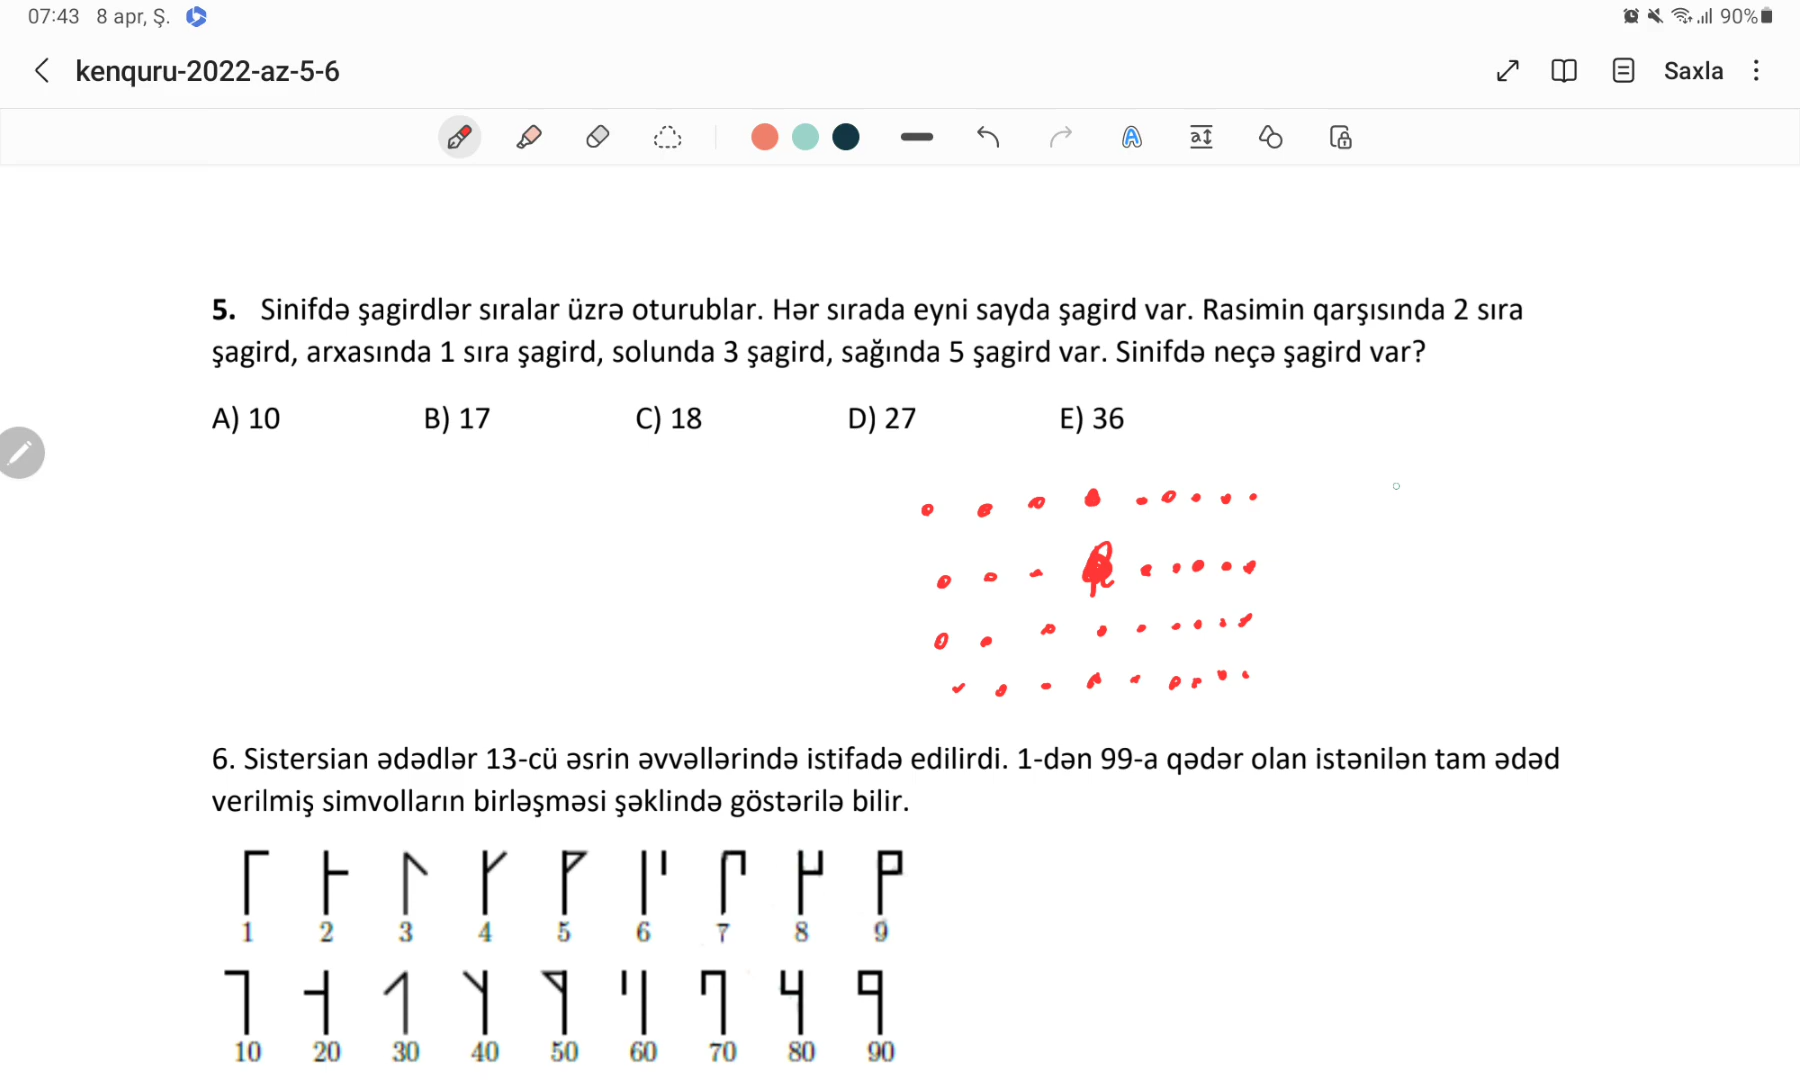 07:43 8 apr, Ş. 90%
kenquru-2022-az-5-6 Saxla
5. Sinifdə şagirdlər sıralar üzrə oturublar. Hər sırada eyni sayda şagird var. Rasimin qarşısında 2 sıra
şagird, arxasında 1 sıra şagird, solunda 3 şagird, sağında 5 şagird var. Sinifdə neçə şagird var?
A) 10 B) 17 C) 18 D) 27 E) 36
6. Sistersian ədədlər 13-cü əsrin əvvəllərində istifadə edilirdi. 1-dən 99-a qədər olan istənilən tam ədəd
verilmiş simvolların birləşməsi şəklində göstərilə bilir.
1 2 3 4 5 6 7 8 9
10 20 30 40 50 60 70 80 90